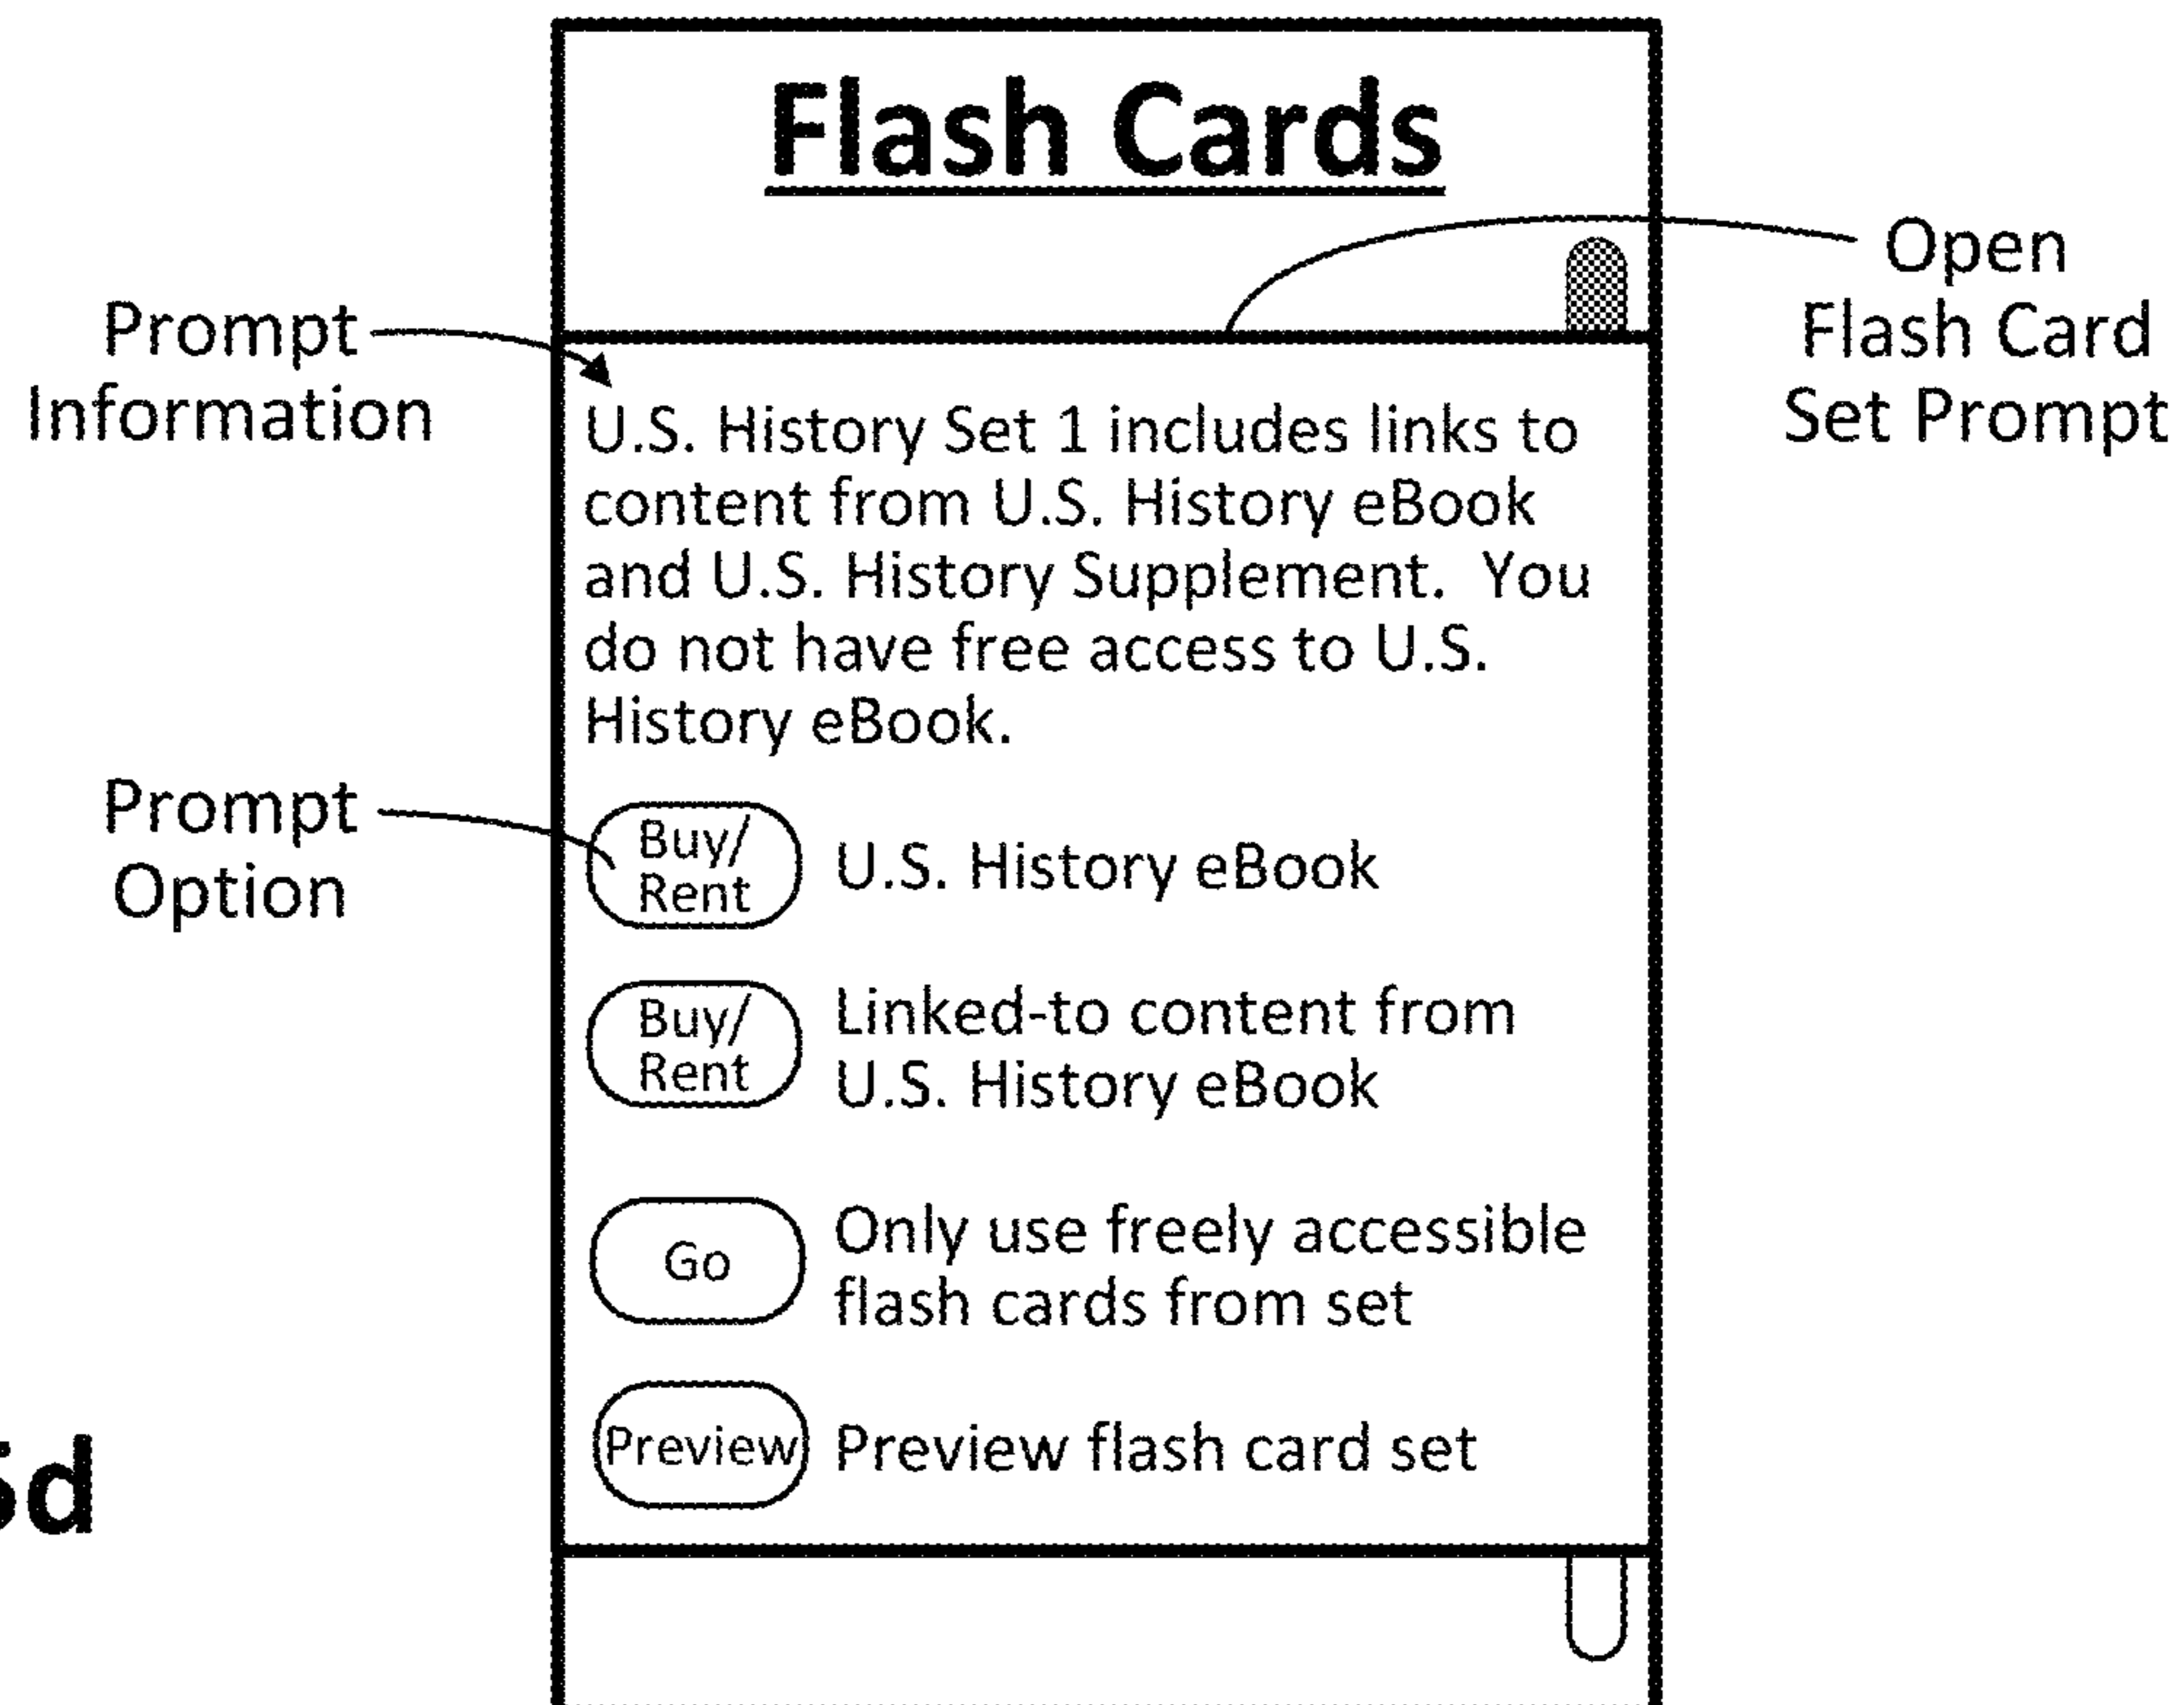 Flash Cards
Open
Flash Card
Set Prompt
Prompt
Information
U.S. History Set 1 includes links to
content from U.S. History eBook
and U.S. History Supplement. You
do not have free access to U.S.
History eBook.
Prompt
Option
Buy/
Rent
U.S. History eBook
Buy/
Rent
Linked-to content from
U.S. History eBook
Go
Only use freely accessible
flash cards from set
Preview
Preview flash card set